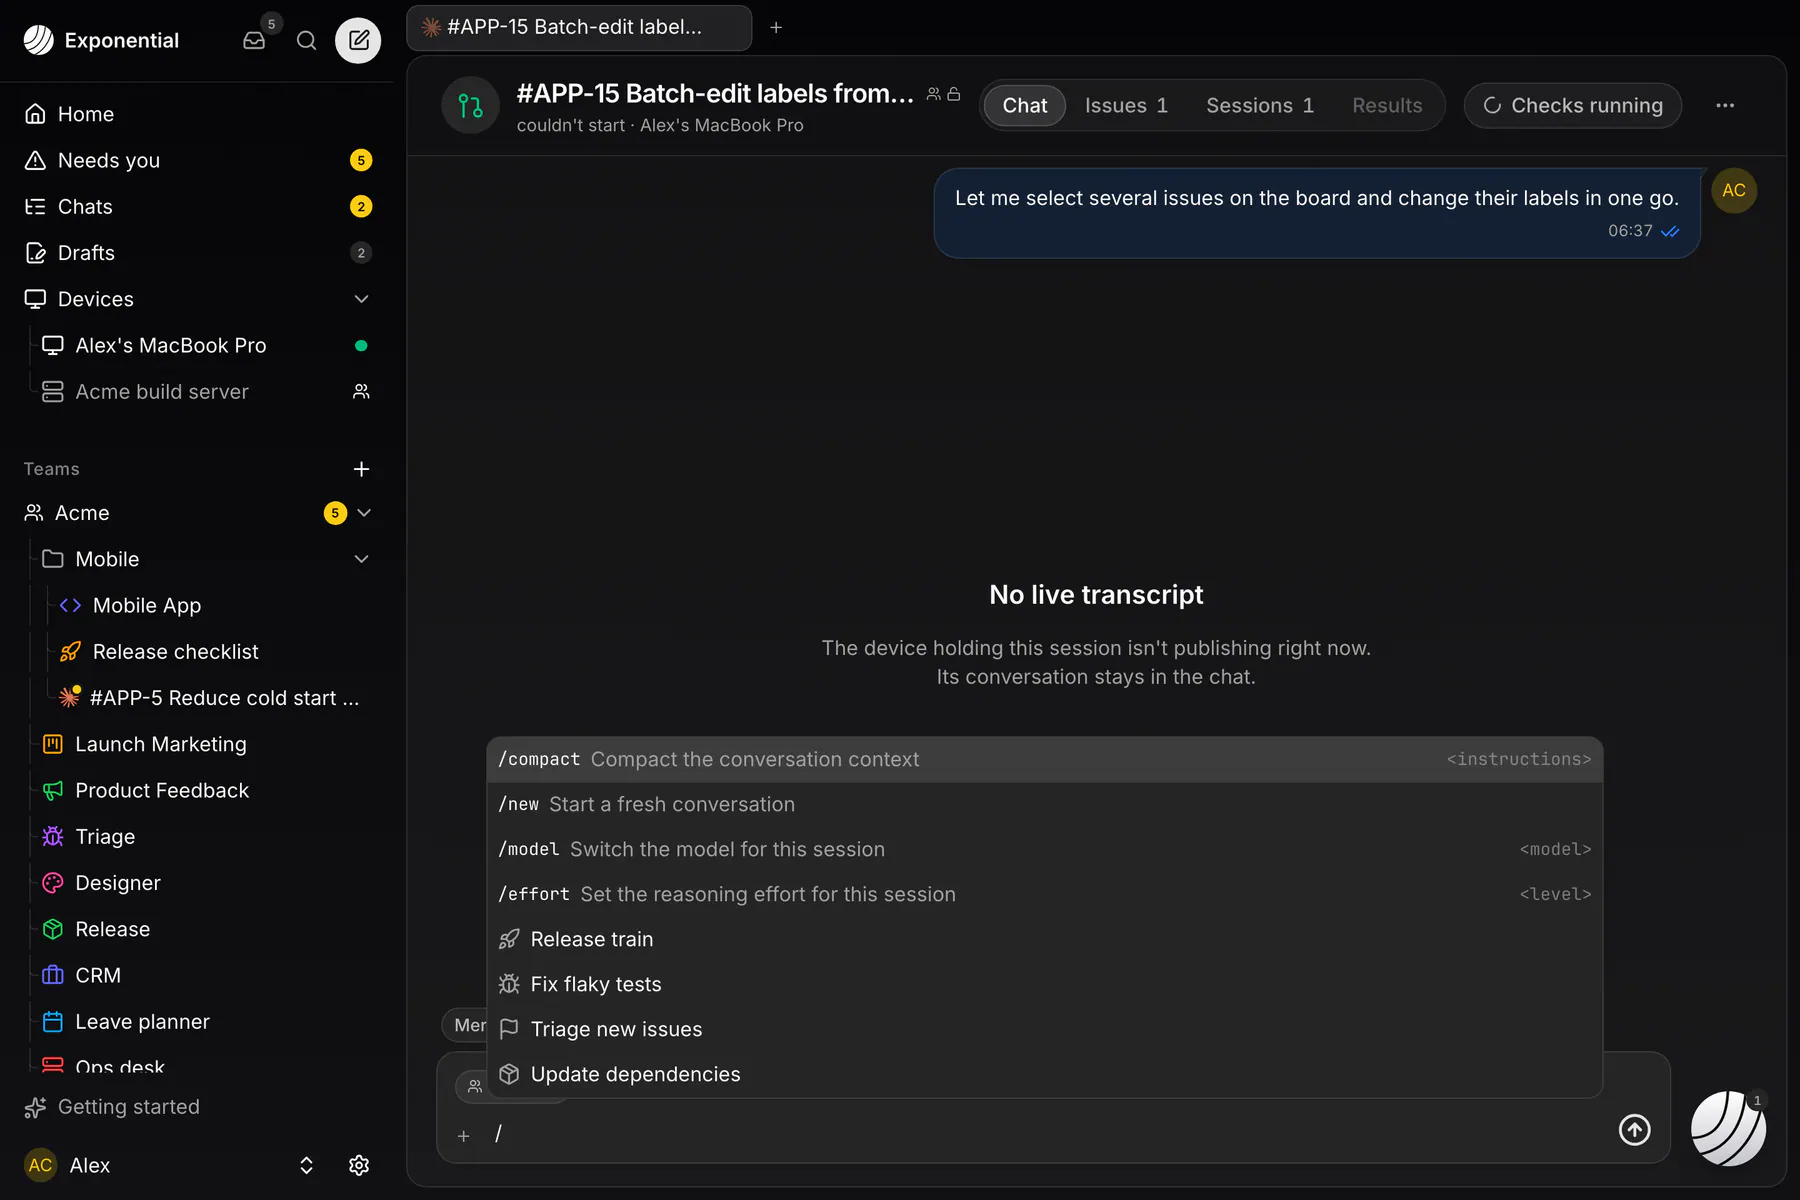 Exponential
5
#APP-15 Batch-edit label...
#APP-15 Batch-edit labels from...
couldn't start · Alex's MacBook Pro
Chat
Issues 1
Sessions 1
Results
Checks running
Home
Needs you
5
Chats
2
Drafts
2
Devices
Alex's MacBook Pro
Acme build server
Teams
Acme
5
Mobile
Mobile App
Release checklist
#APP-5 Reduce cold start ...
Launch Marketing
Product Feedback
Triage
Designer
Release
CRM
Leave planner
Ops desk
Getting started
AC
Alex
Let me select several issues on the board and change their labels in one go.
06:37
AC
No live transcript
The device holding this session isn't publishing right now.
Its conversation stays in the chat.
/compact Compact the conversation context <instructions>
/new Start a fresh conversation
/model Switch the model for this session <model>
/effort Set the reasoning effort for this session <level>
Release train
Fix flaky tests
Triage new issues
Update dependencies
Mer
/
1